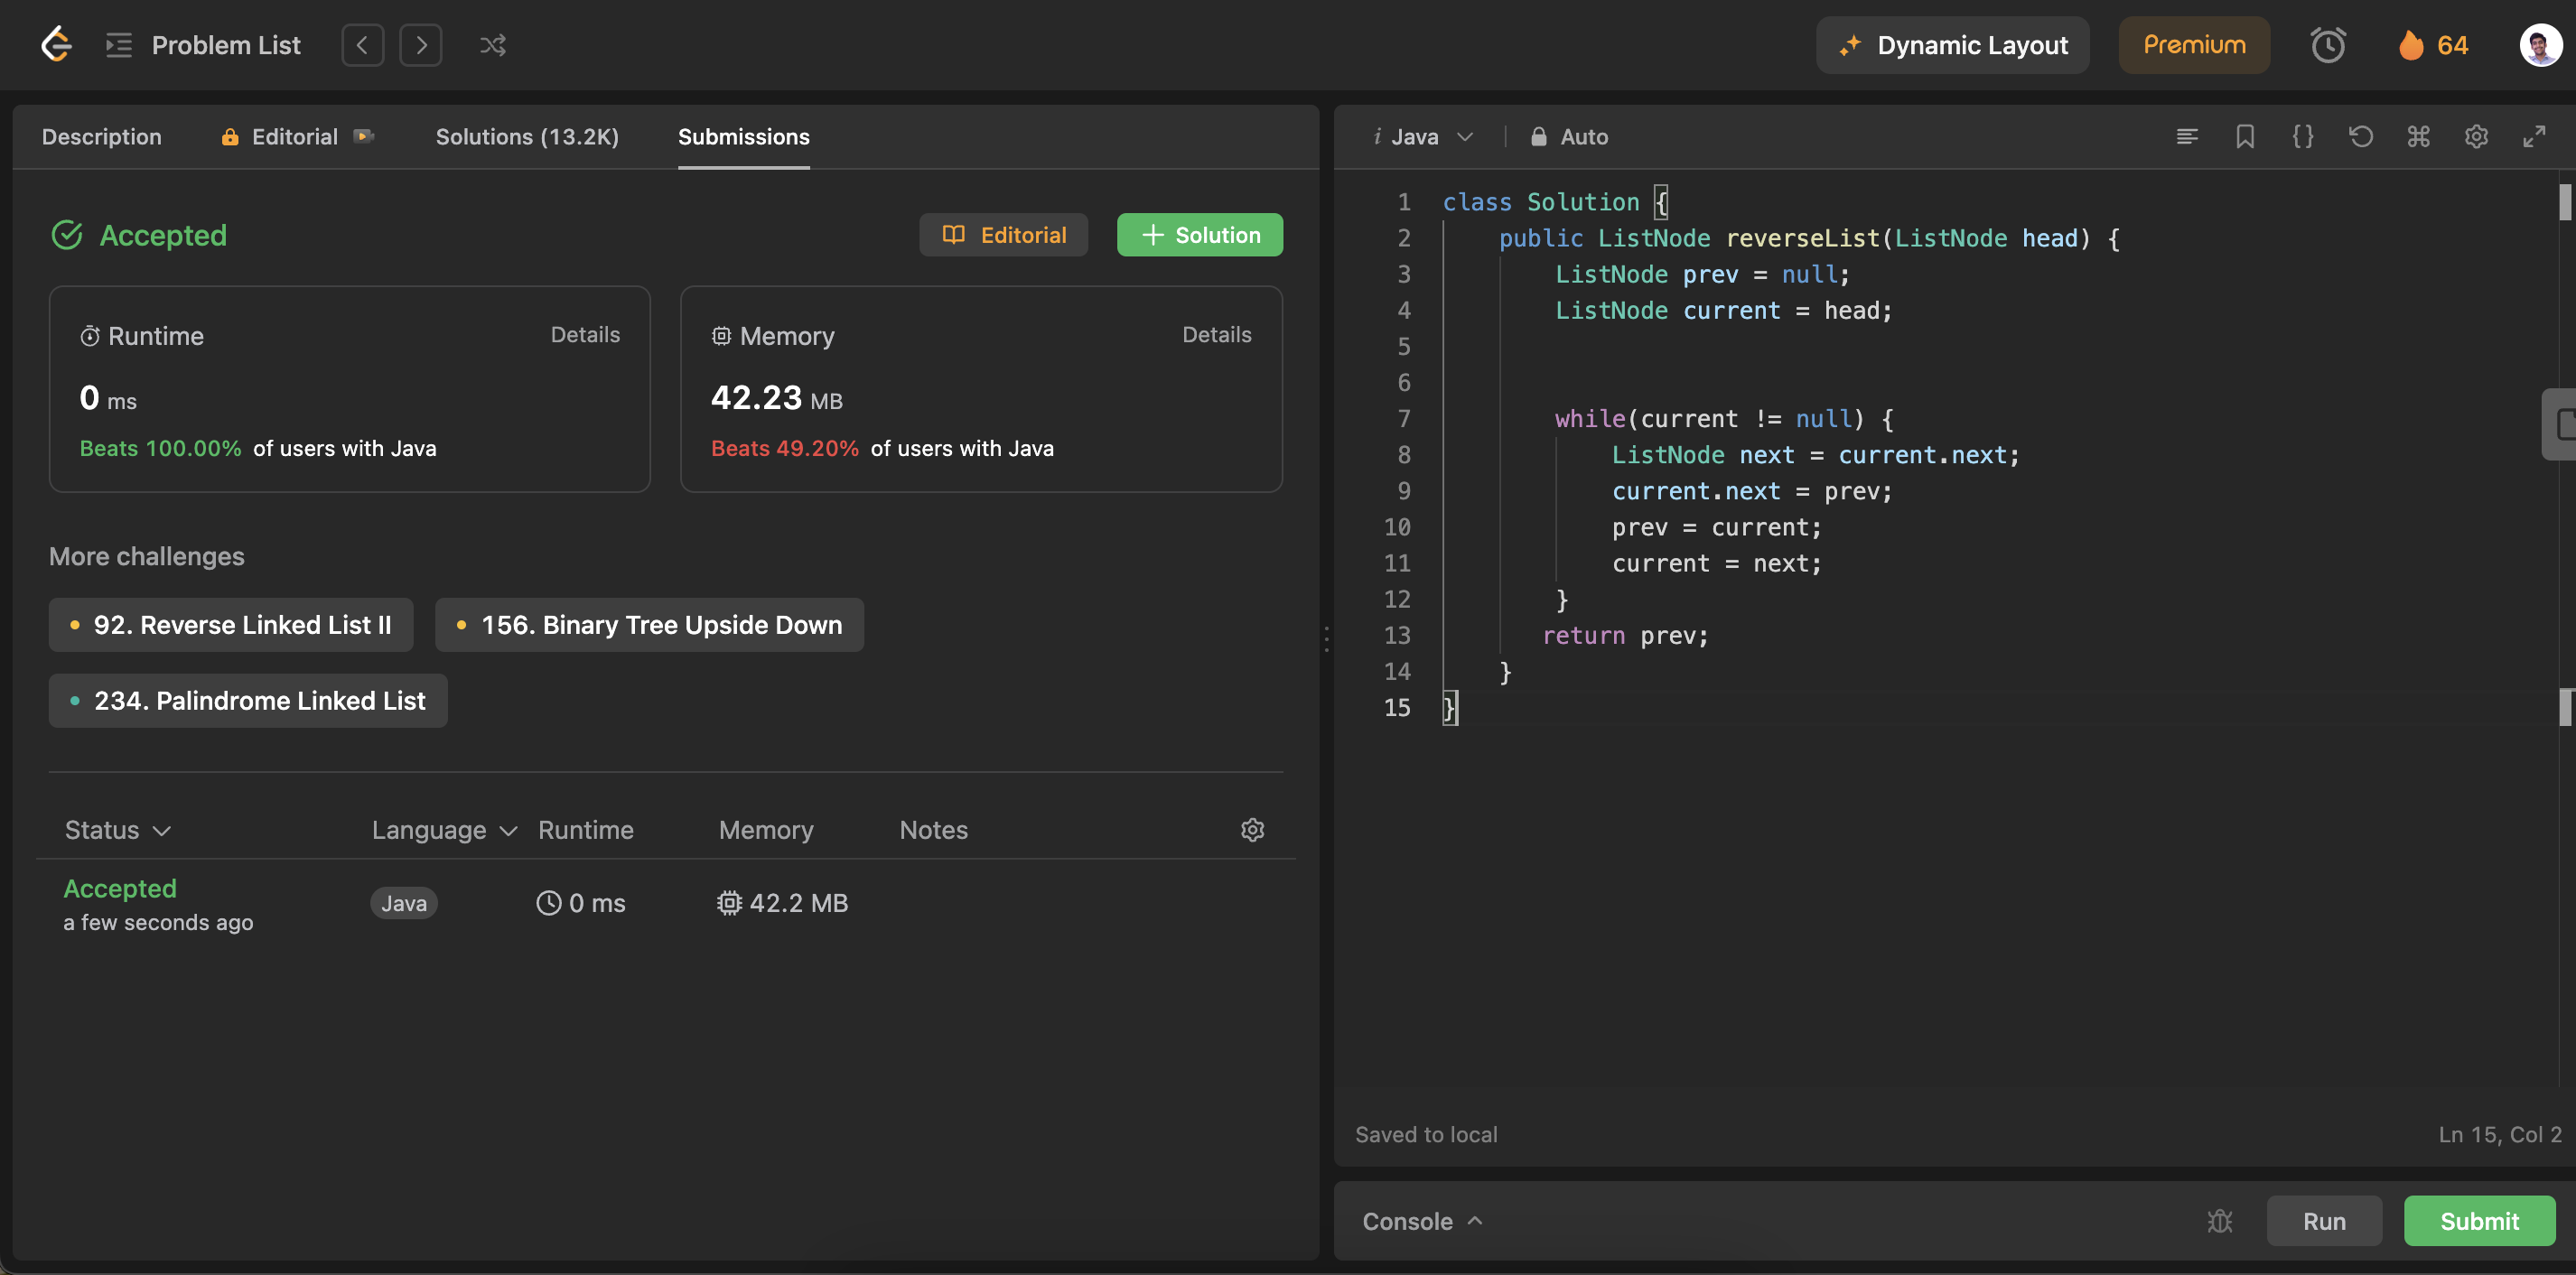 Problem List
Dynamic Layout
Premium
64
Description
Editorial
Solutions (13.2K)
Submissions
Accepted
Editorial
+ Solution
Runtime
Details
0 ms
Beats 100.00% of users with Java
Memory
Details
42.23 MB
Beats 49.20% of users with Java
More challenges
92. Reverse Linked List II
156. Binary Tree Upside Down
234. Palindrome Linked List
Status Language Runtime Memory Notes
Accepted
a few seconds ago
Java
0 ms
42.2 MB
i Java
Auto
1 class Solution {
2     public ListNode reverseList(ListNode head) {
3         ListNode prev = null;
4         ListNode current = head;
5
6
7         while(current != null) {
8             ListNode next = current.next;
9             current.next = prev;
10             prev = current;
11             current = next;
12         }
13        return prev;
14     }
15 }
Saved to local
Ln 15, Col 2
Console
Run
Submit